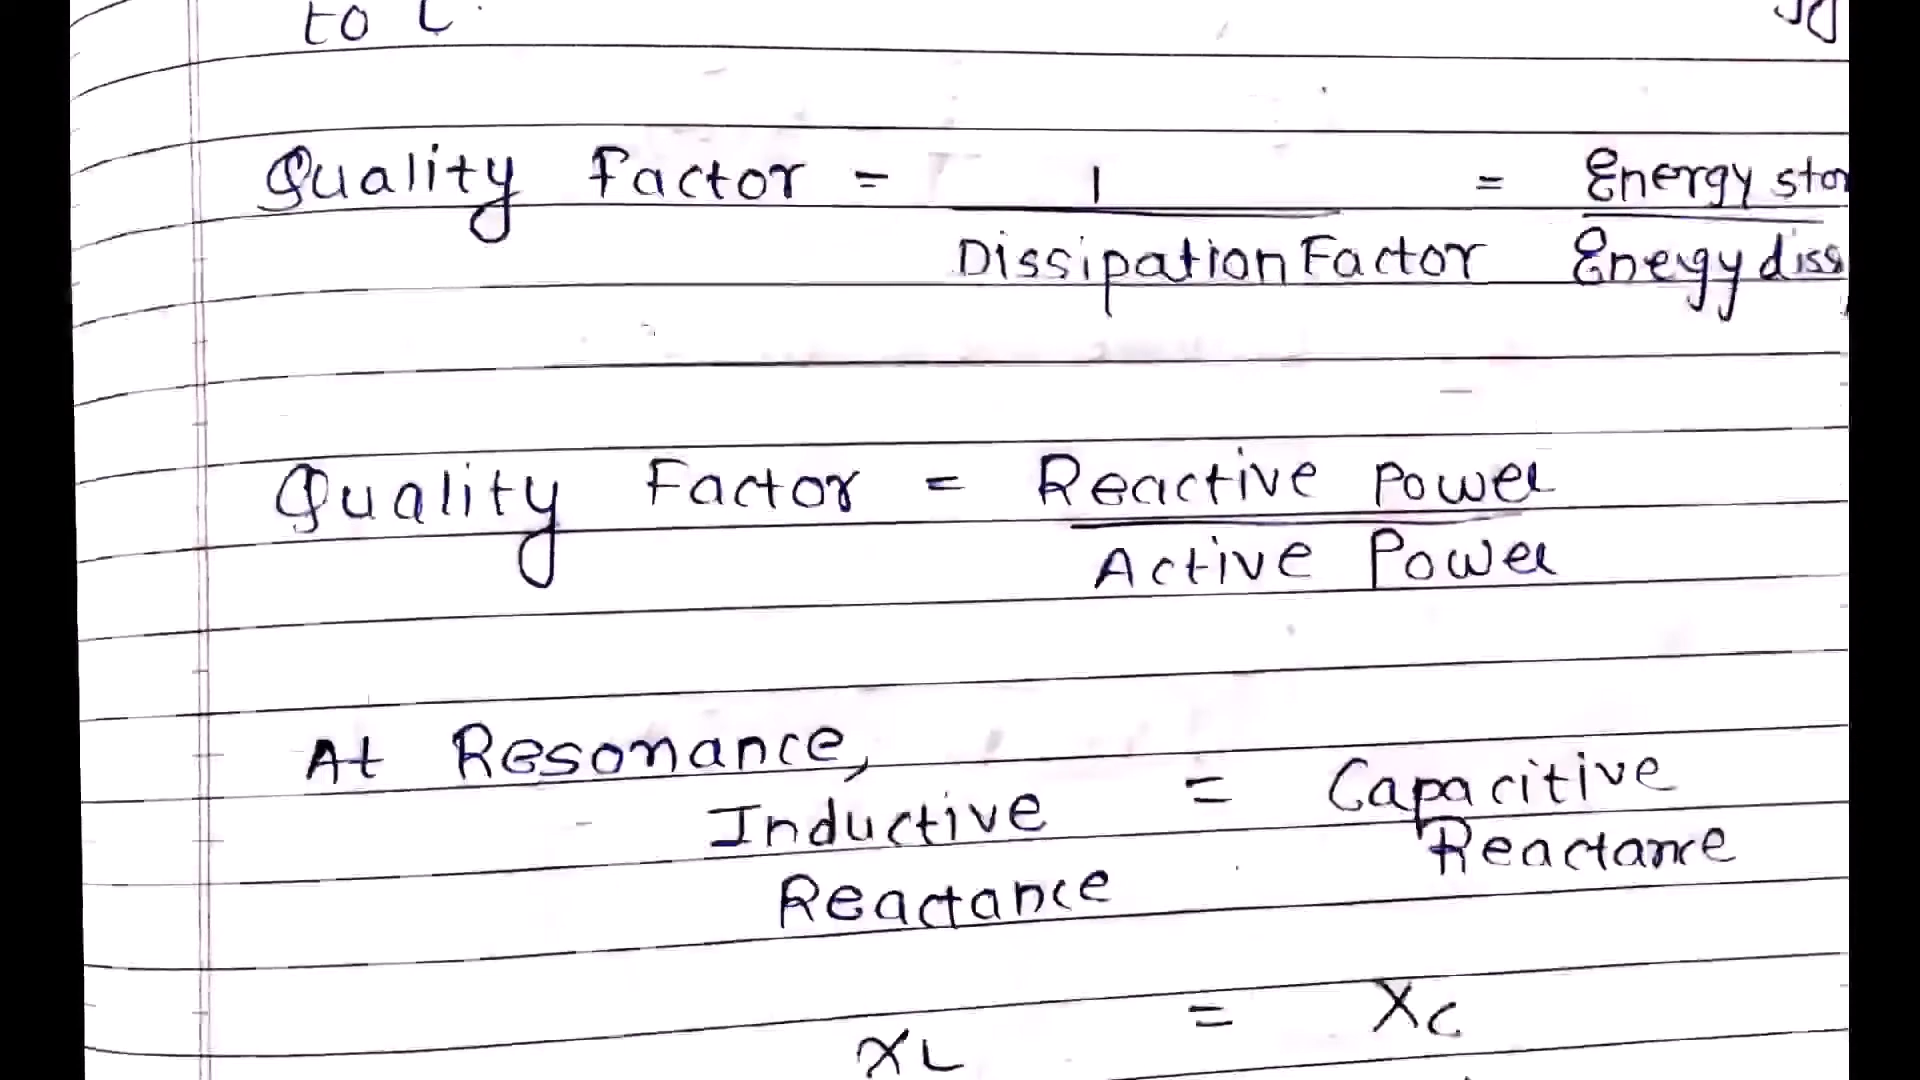 to L
Quality Factor = 1 / Dissipation Factor = Energy stor / Energy diss
Quality Factor = Reactive Power / Active Power
At Resonance,
Inductive Reactance = Capacitive Reactance
XL = Xc